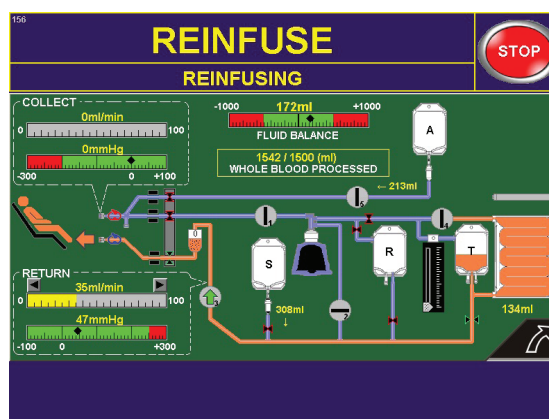 156
REINFUSE
STOP
REINFUSING
COLLECT
0ml/min
0 100
0mmHg
-300 0 +100
-1000 172ml +1000
FLUID BALANCE
1542 / 1500 (ml)
WHOLE BLOOD PROCESSED
A
← 213ml
5
1
4
0
S
R
T
308ml
↓
2
3
134ml
RETURN
35ml/min
0 100
47mmHg
-100 0 +300